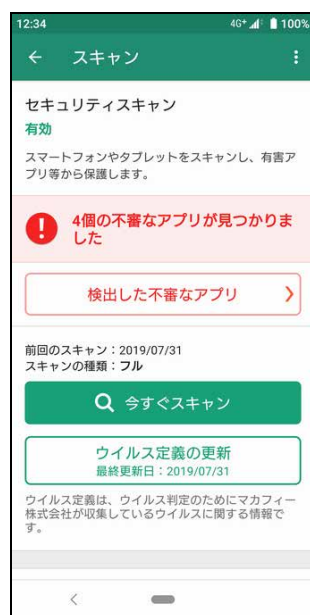 12:34 4G+ 100%
スキャン
セキュリティスキャン
有効
スマートフォンやタブレットをスキャンし、有害ア
プリ等から保護します。
4個の不審なアプリが見つかりま
した
検出した不審なアプリ
前回のスキャン：2019/07/31
スキャンの種類：フル
今すぐスキャン
ウイルス定義の更新
最終更新日：2019/07/31
ウイルス定義は、ウイルス判定のためにマカフィー
株式会社が収集しているウイルスに関する情報で
す。